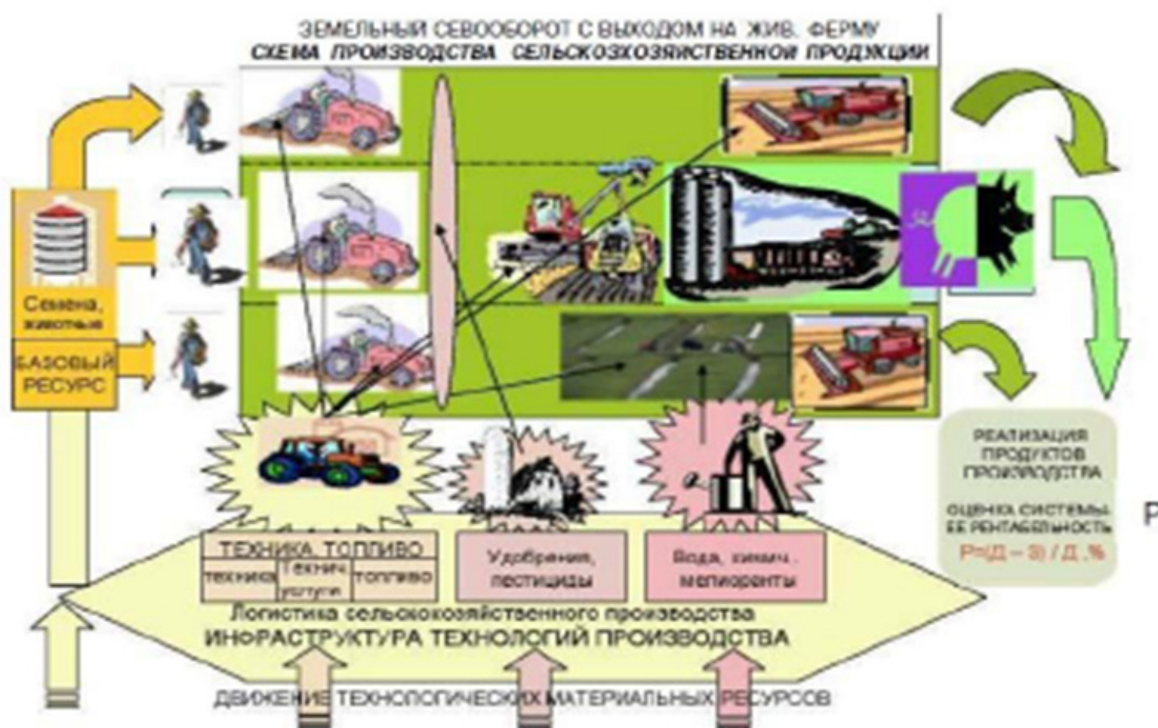 ЗЕМЕЛЬНЫЙ СЕВООБОРОТ С ВЫХОДОМ НА ЖИВ. ФЕРМУ
СХЕМА ПРОИЗВОДСТВА СЕЛЬСКОЗХОЗЯЙСТВЕННОЙ ПРОДУКЦИИ
Семена,
животные
БАЗОВЫЙ
РЕСУРС
РЕАЛИЗАЦИЯ
ПРОДУКТОВ
ПРОИЗВОДСТВА
ОЦЕНКА СИСТЕМЫ-
ЕЕ РЕНТАБЕЛЬНОСТЬ
Р=(Д – З) / Д ,%
Р
ТЕХНИКА, ТОПЛИВО
техника
Технич.
услуги
топливо
Удобрения,
пестициды
Вода, химич.
мелиоранты
Логистика сельскокозяйственного производства
ИНФРАСТРУКТУРА ТЕХНОЛОГИЙ ПРОИЗВОДСТВА
ДВИЖЕНИЕ ТЕХНОЛОГИЧЕСКИХ МАТЕРИАЛЬНЫХ РЕСУРСОВ